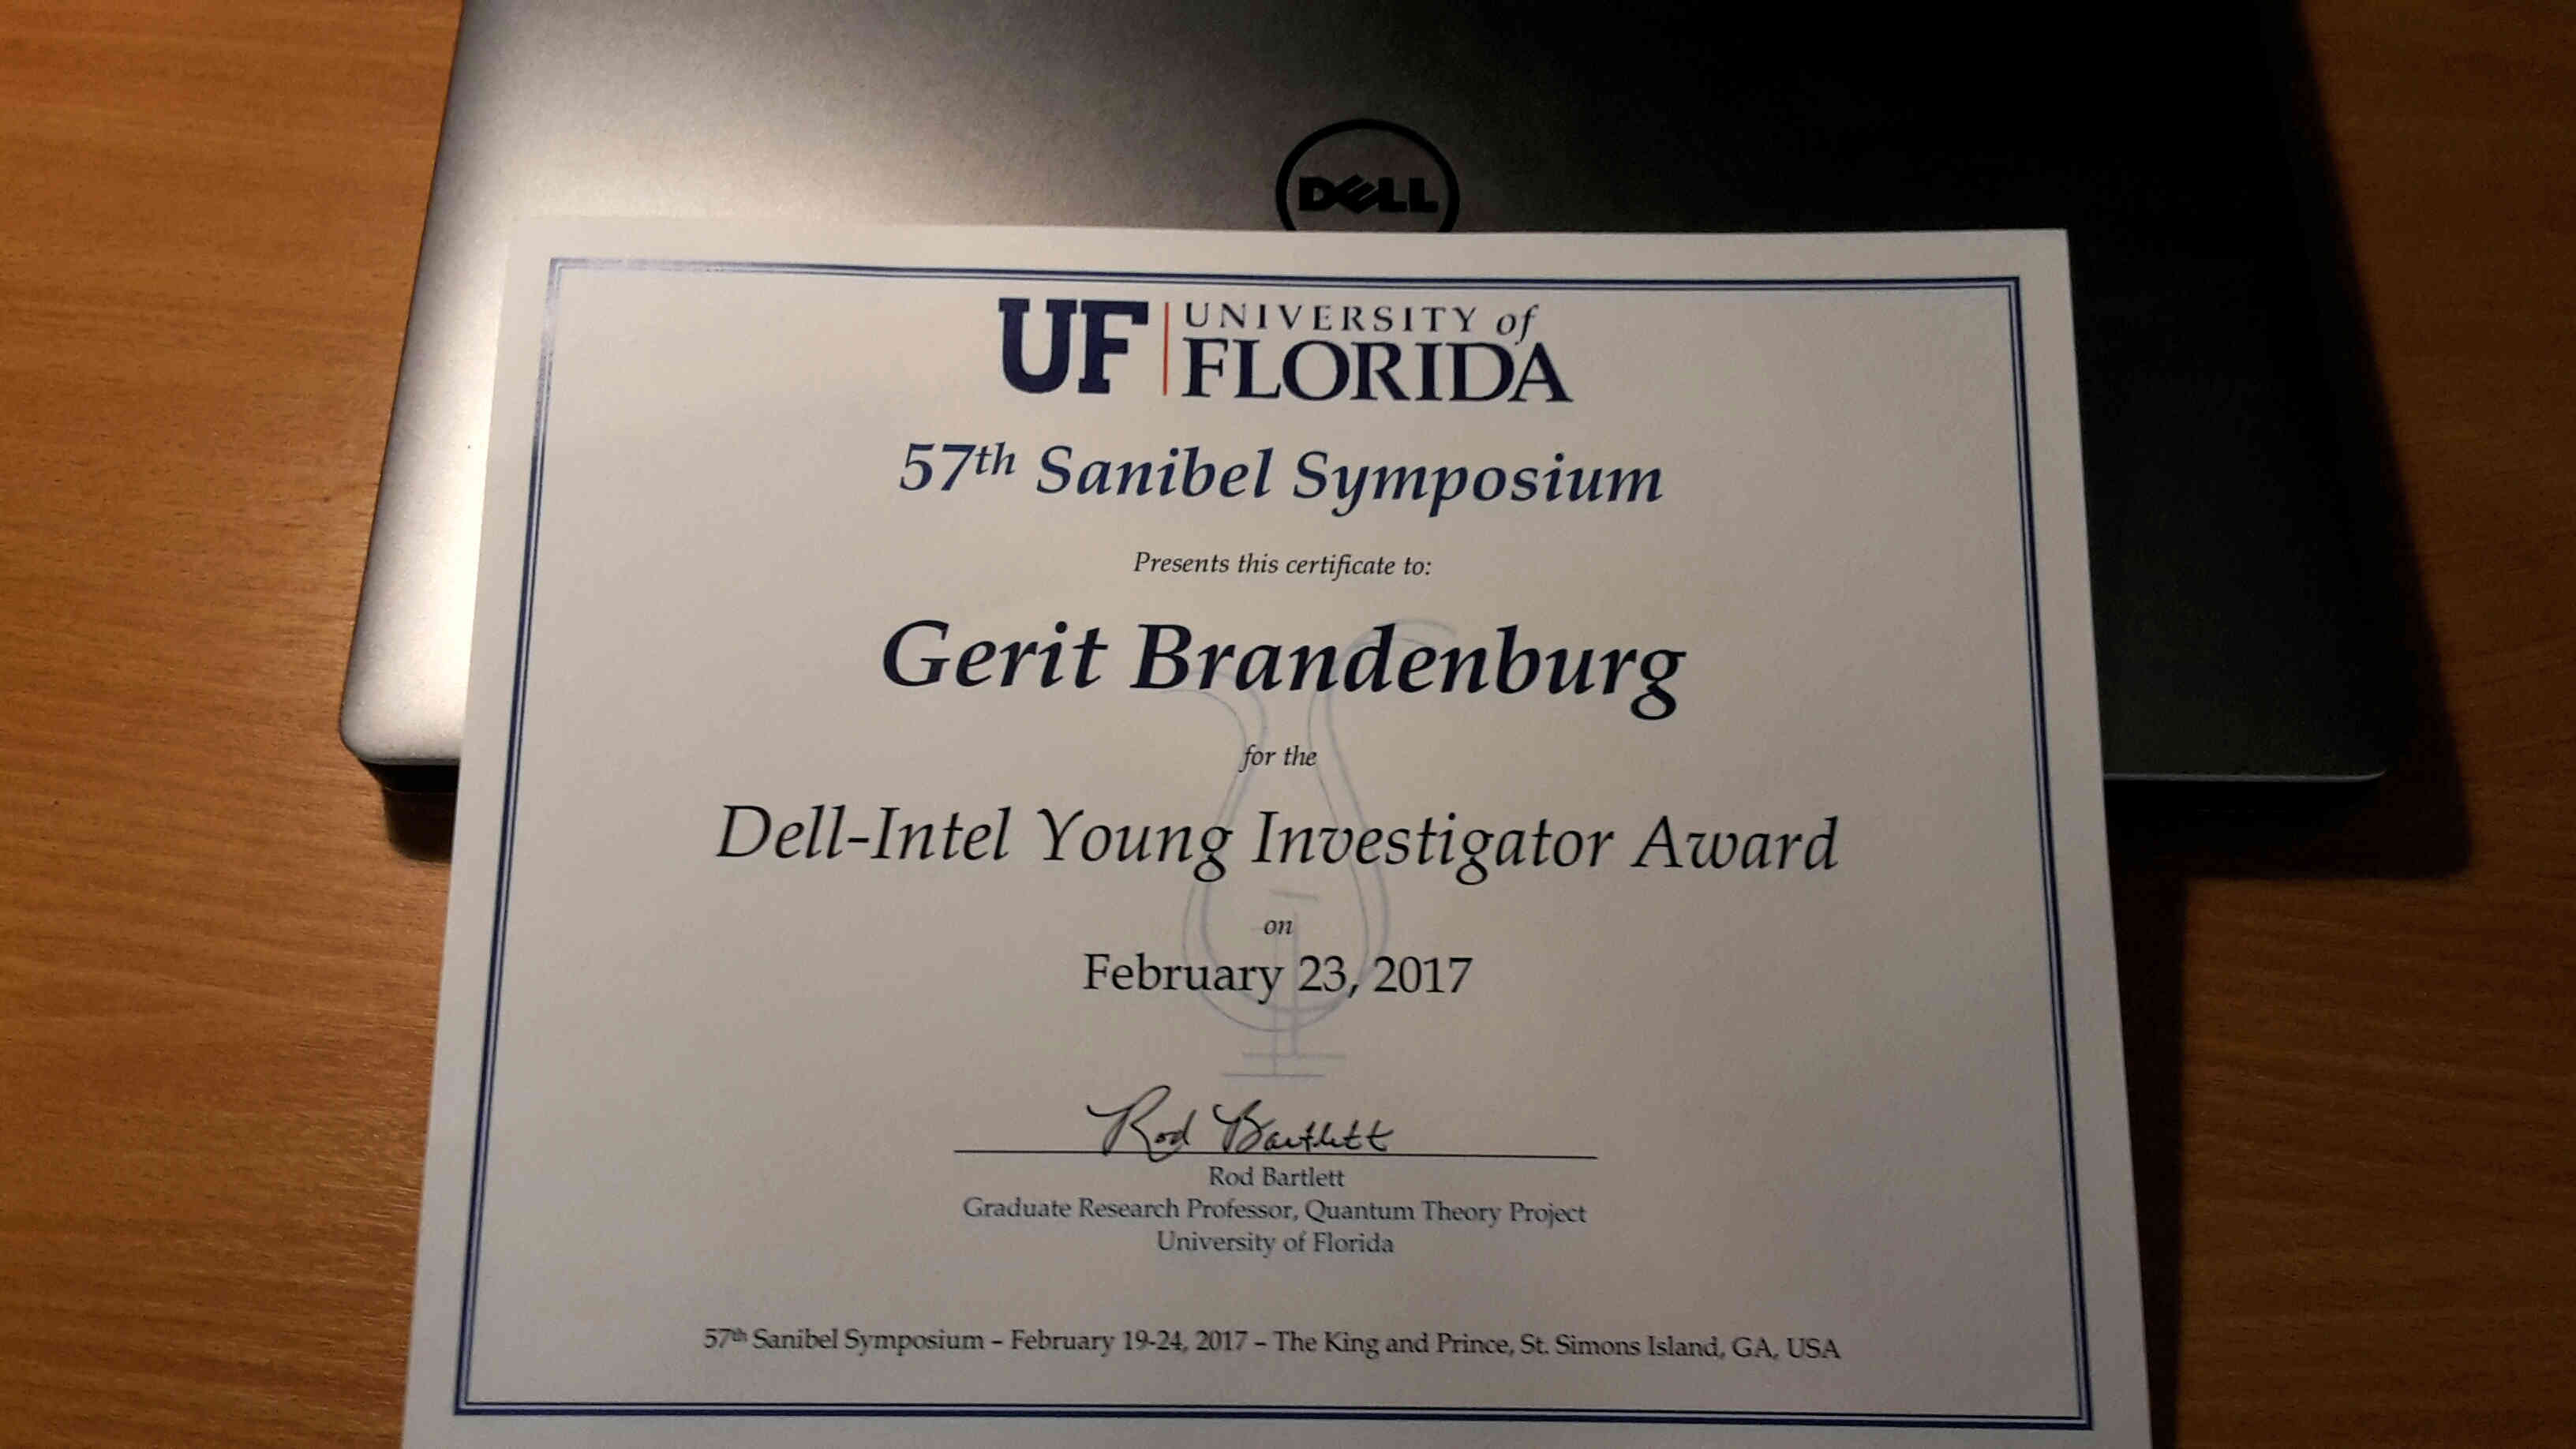 DELL
UF UNIVERSITY of
FLORIDA
57th Sanibel Symposium
Presents this certificate to:
Gerit Brandenburg
for the
Dell-Intel Young Investigator Award
on
February 23, 2017
Rod Bartlett
Rod Bartlett
Graduate Research Professor, Quantum Theory Project
University of Florida
57th Sanibel Symposium – February 19-24, 2017 – The King and Prince, St. Simons Island, GA, USA